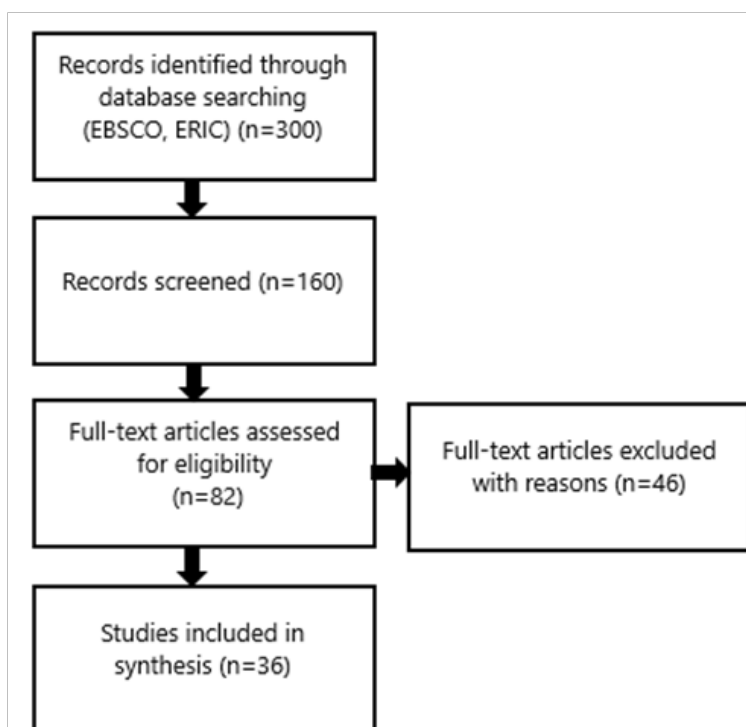 Records identified through
database searching
(EBSCO, ERIC) (n=300)
Records screened (n=160)
Full-text articles assessed
for eligibility
(n=82)
Full-text articles excluded
with reasons (n=46)
Studies included in
synthesis (n=36)